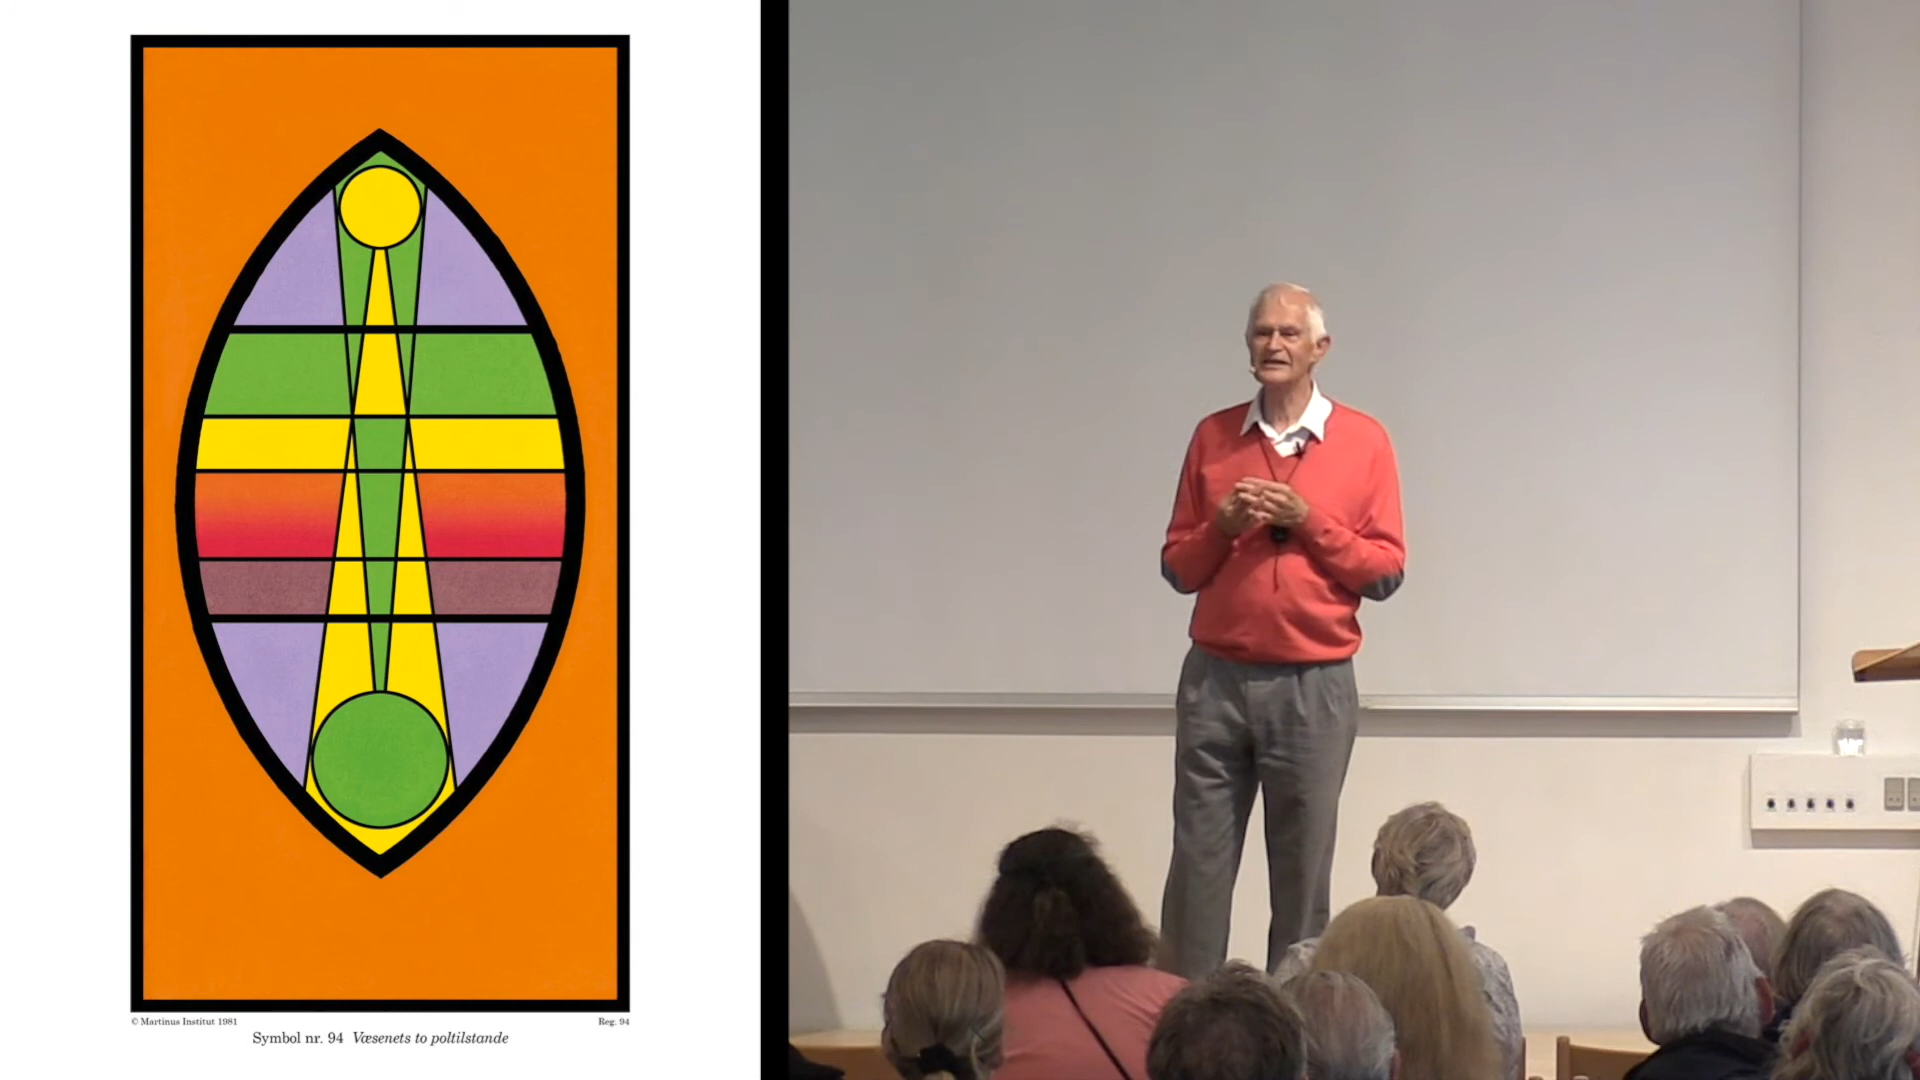 © Martinus Institut 1981
Reg. 94
Symbol nr. 94 Væsenets to poltilstande